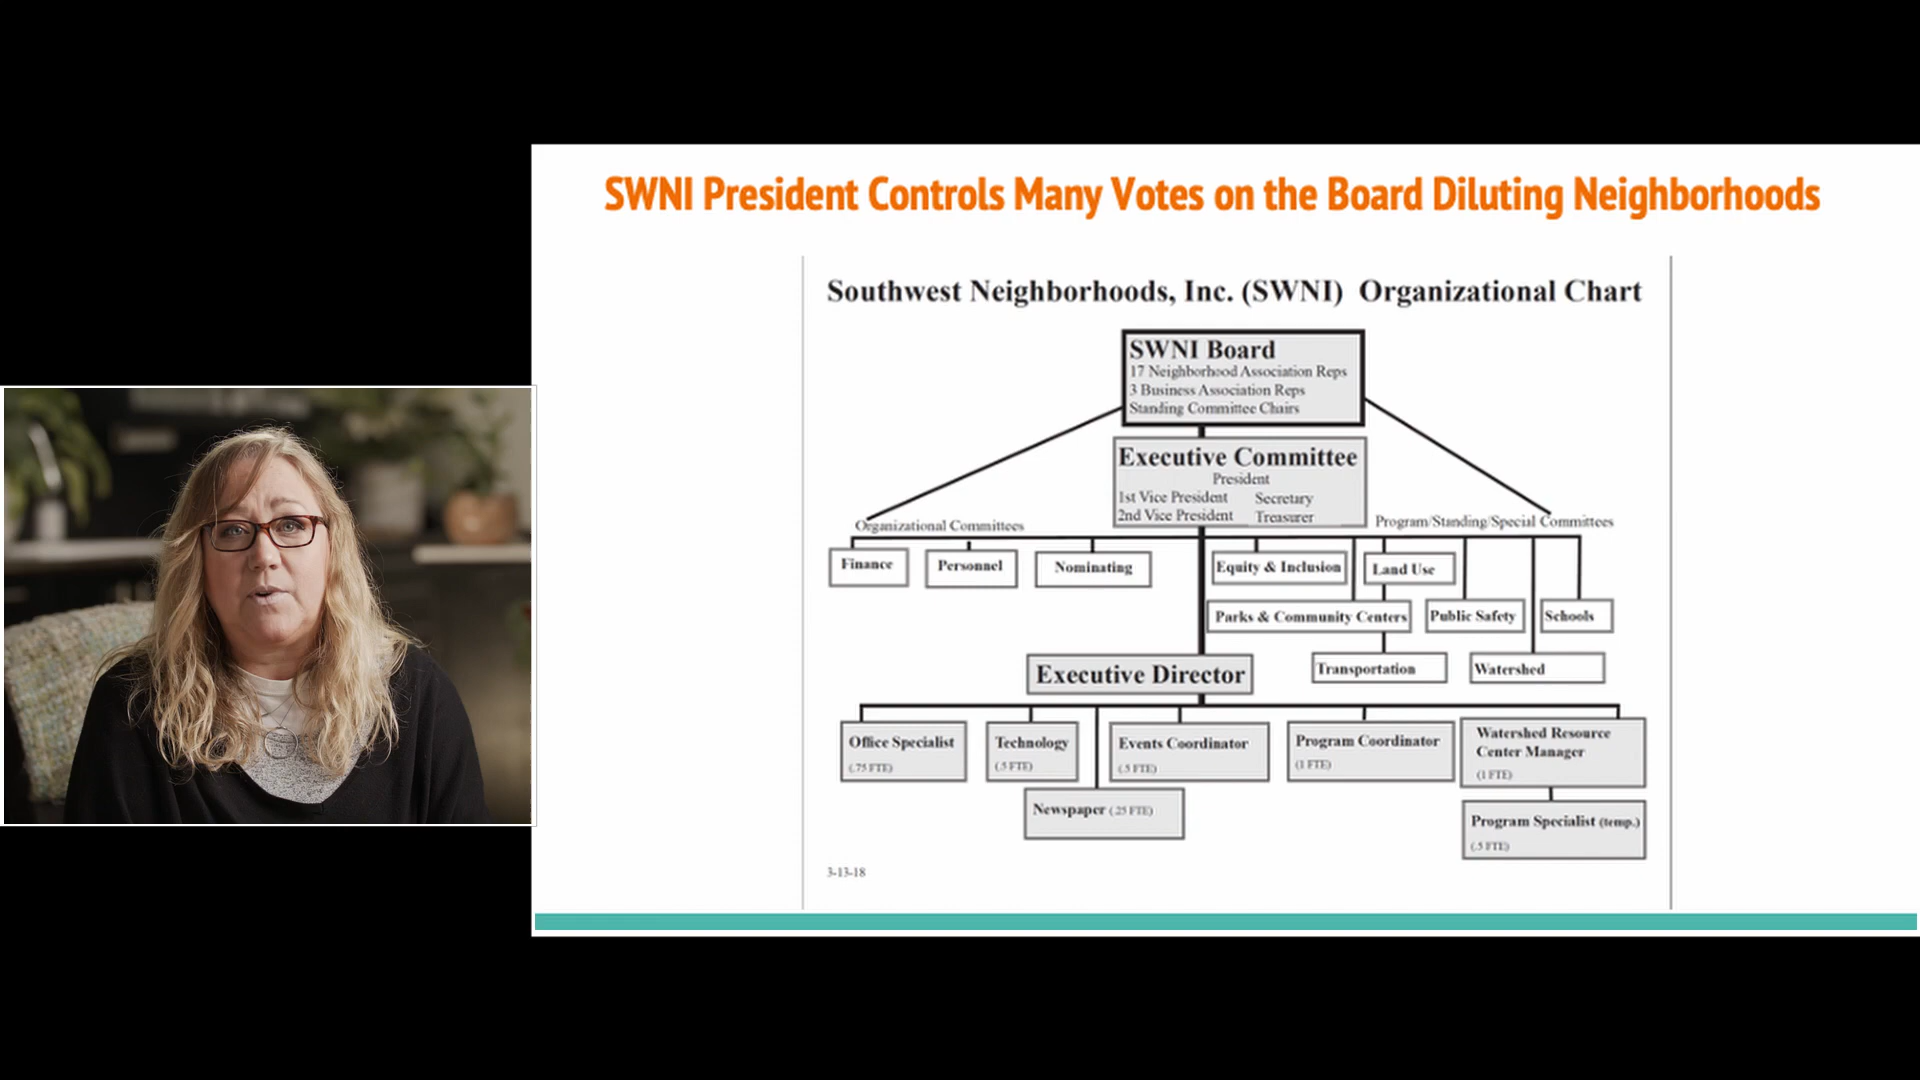 SWNI President Controls Many Votes on the Board Diluting Neighborhoods
Southwest Neighborhoods, Inc. (SWNI) Organizational Chart
SWNI Board
17 Neighborhood Association Reps
3 Business Association Reps
Standing Committee Chairs
Executive Committee
President
1st Vice President Secretary
2nd Vice President Treasurer
Organizational Committees
Program/Standing/Special Committees
Finance
Personnel
Nominating
Equity & Inclusion
Land Use
Parks & Community Centers
Public Safety
Schools
Transportation
Watershed
Executive Director
Office Specialist
(.75 FTE)
Technology
(.5 FTE)
Events Coordinator
(.5 FTE)
Program Coordinator
(1 FTE)
Watershed Resource
Center Manager
(1 FTE)
Newspaper (.25 FTE)
Program Specialist (temp.)
(.5 FTE)
3-13-18